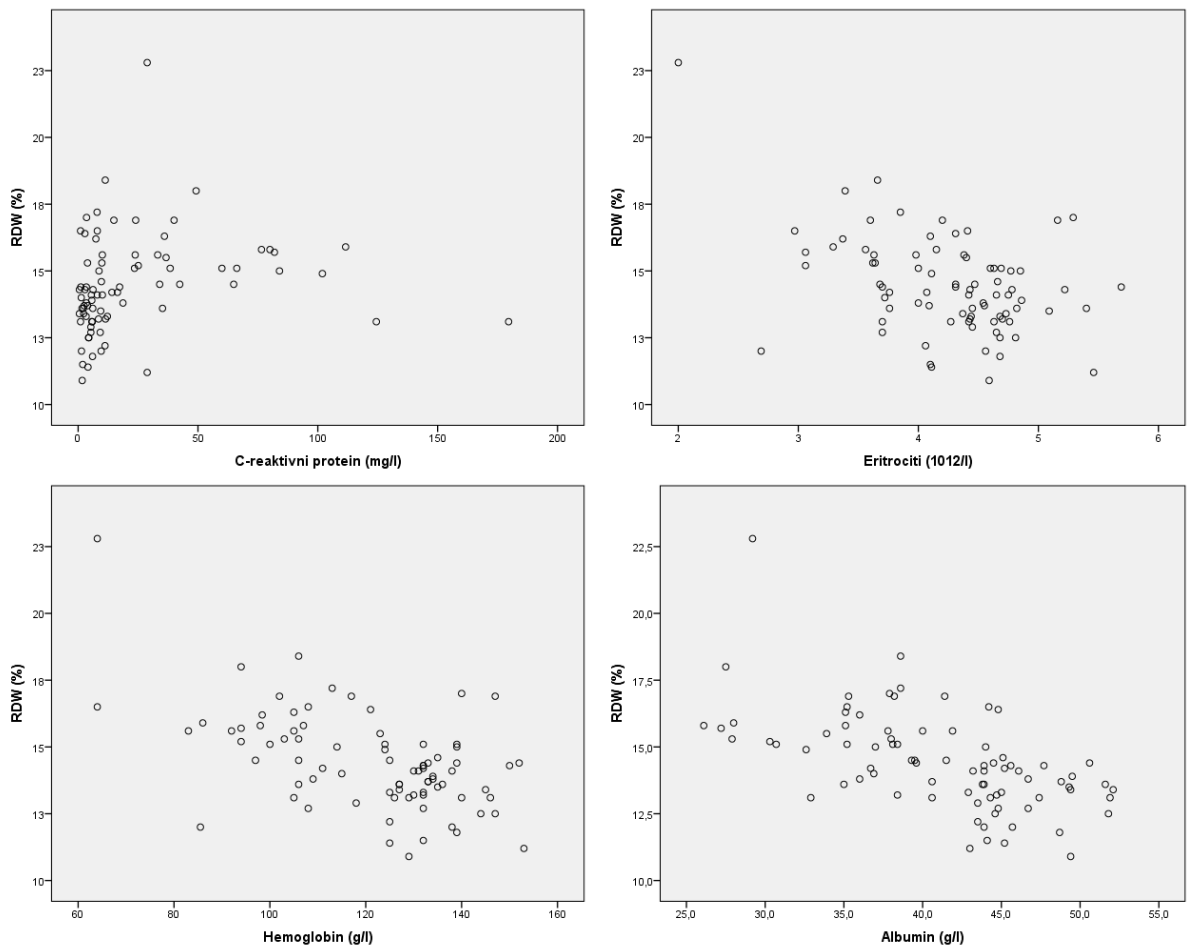 23
20
18
15
13
10
RDW (%)
0 50 100 150 200
C-reaktivni protein (mg/l)
23
20
18
15
13
10
RDW (%)
2 3 4 5 6
Eritrociti (1012/l)
23
20
18
15
13
10
RDW (%)
60 80 100 120 140 160
Hemoglobin (g/l)
22,5
20,0
17,5
15,0
12,5
10,0
RDW (%)
25,0 30,0 35,0 40,0 45,0 50,0 55,0
Albumin (g/l)